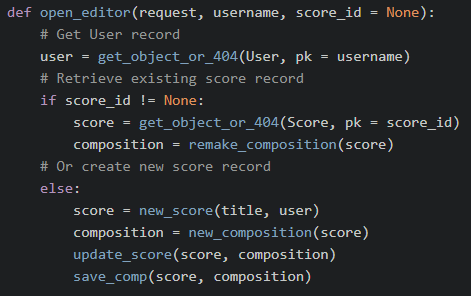 def open_editor(request, username, score_id = None):
    # Get User record
    user = get_object_or_404(User, pk = username)
    # Retrieve existing score record
    if score_id != None:
        score = get_object_or_404(Score, pk = score_id)
        composition = remake_composition(score)
    # Or create new score record
    else:
        score = new_score(title, user)
        composition = new_composition(score)
        update_score(score, composition)
        save_comp(score, composition)